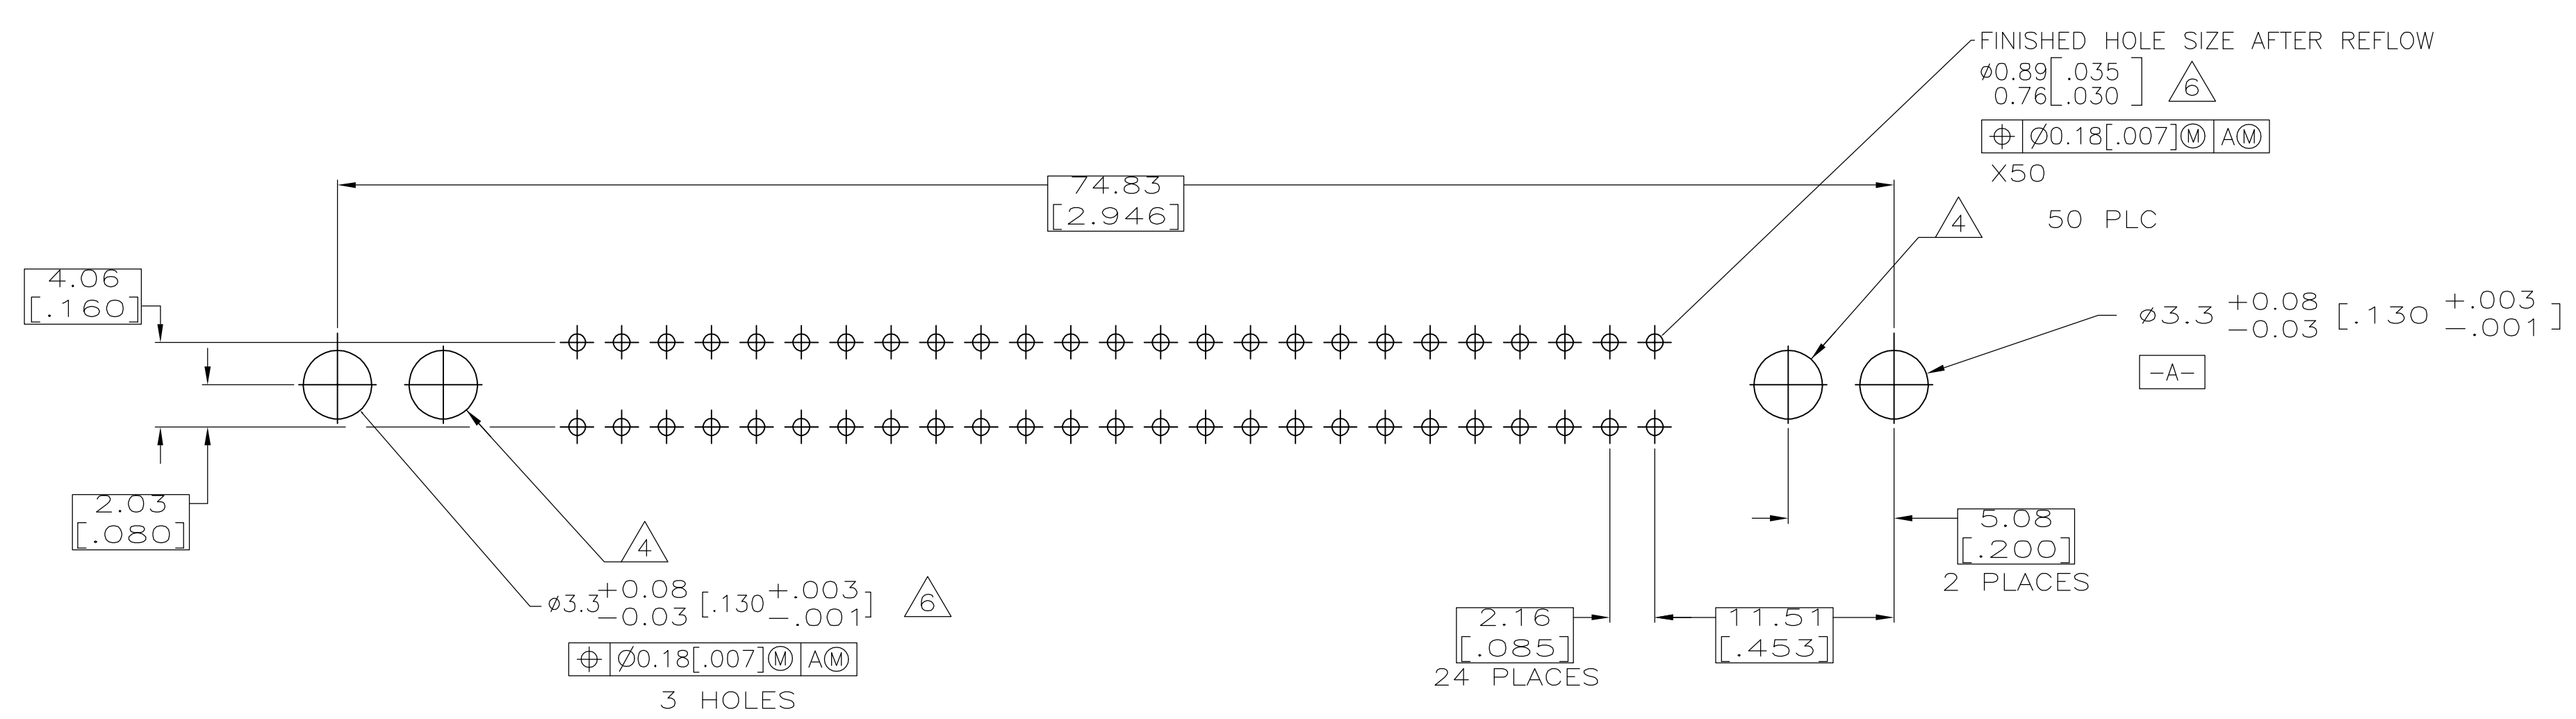 FINISHED HOLE SIZE AFTER REFLOW
⌀0.89[.035
0.76[.030 ] 6
⌖ Ø0.18[.007]Ⓜ AⓂ
X50
50 PLC
74.83
[2.946]
4
4.06
[.160]
⌀3.3 +0.08 [.130 +.003 ]
-0.03 -.001
-A-
2.03
[.080]
4
⌀3.3 +0.08 [.130 +.003 ] 6
-0.03 -.001
⌖ Ø0.18[.007]Ⓜ AⓂ
3 HOLES
5.08
[.200]
2 PLACES
2.16
[.085]
24 PLACES
11.51
[.453]